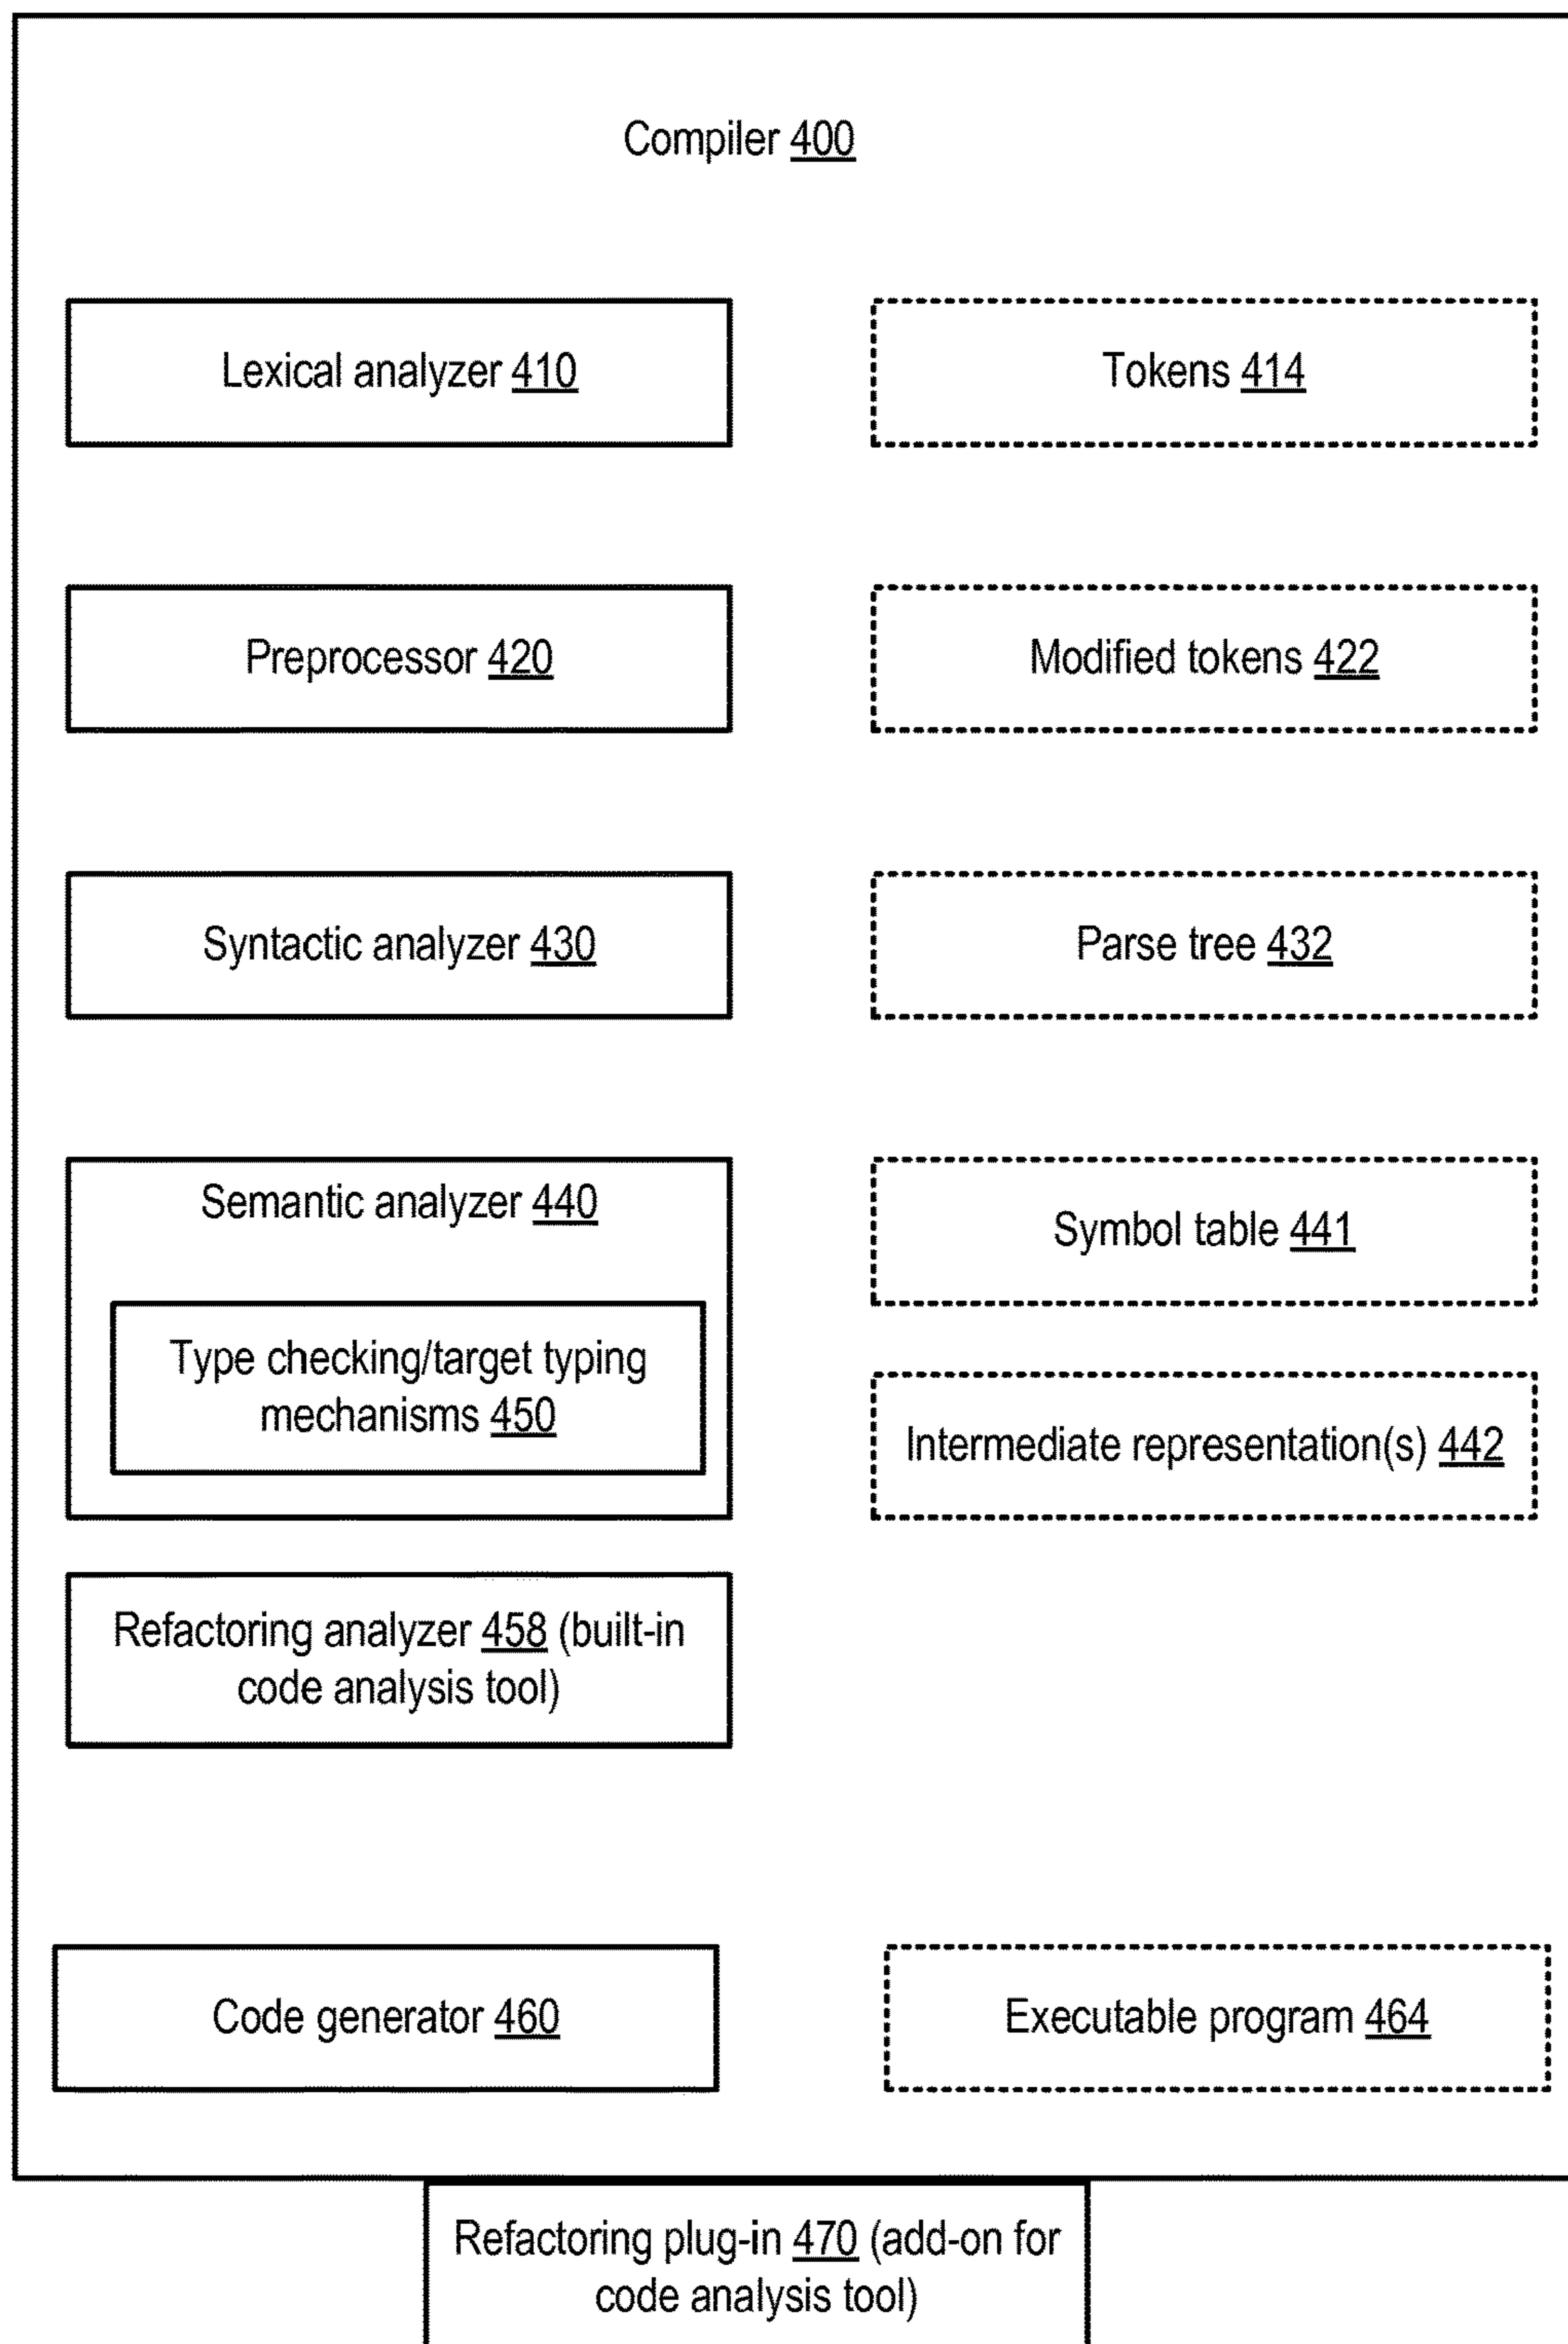 Compiler 400
Lexical analyzer 410
Tokens 414
Preprocessor 420
Modified tokens 422
Syntactic analyzer 430
Parse tree 432
Semantic analyzer 440
Symbol table 441
Type checking/target typing
mechanisms 450
Intermediate representation(s) 442
Refactoring analyzer 458 (built-in
code analysis tool)
Code generator 460
Executable program 464
Refactoring plug-in 470 (add-on for
code analysis tool)